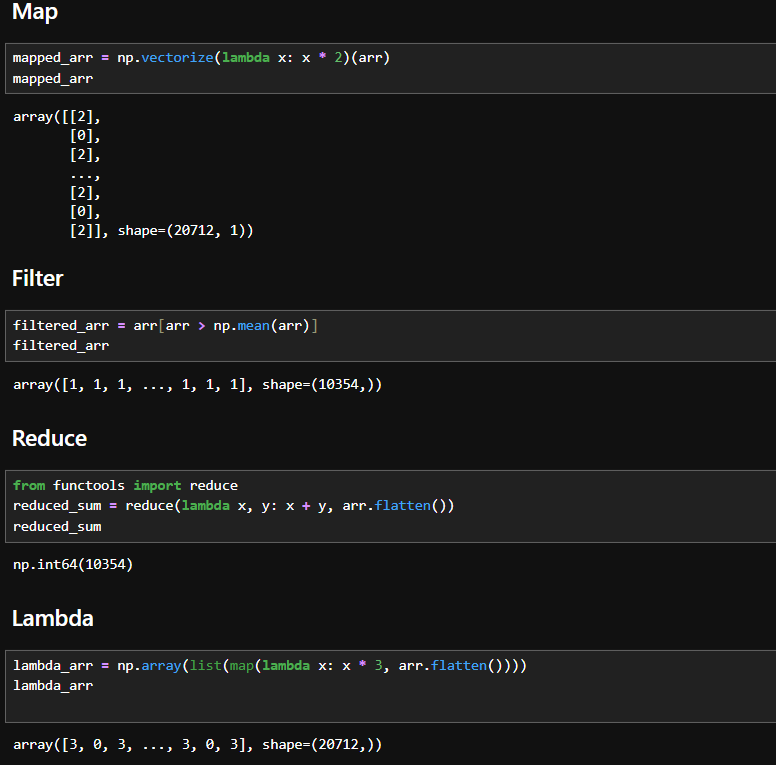 Map
mapped_arr = np.vectorize(lambda x: x * 2)(arr)
mapped_arr
array([[2],
       [0],
       [2],
       ...,
       [2],
       [0],
       [2]], shape=(20712, 1))
Filter
filtered_arr = arr[arr > np.mean(arr)]
filtered_arr
array([1, 1, 1, ..., 1, 1, 1], shape=(10354,))
Reduce
from functools import reduce
reduced_sum = reduce(lambda x, y: x + y, arr.flatten())
reduced_sum
np.int64(10354)
Lambda
lambda_arr = np.array(list(map(lambda x: x * 3, arr.flatten())))
lambda_arr
array([3, 0, 3, ..., 3, 0, 3], shape=(20712,))